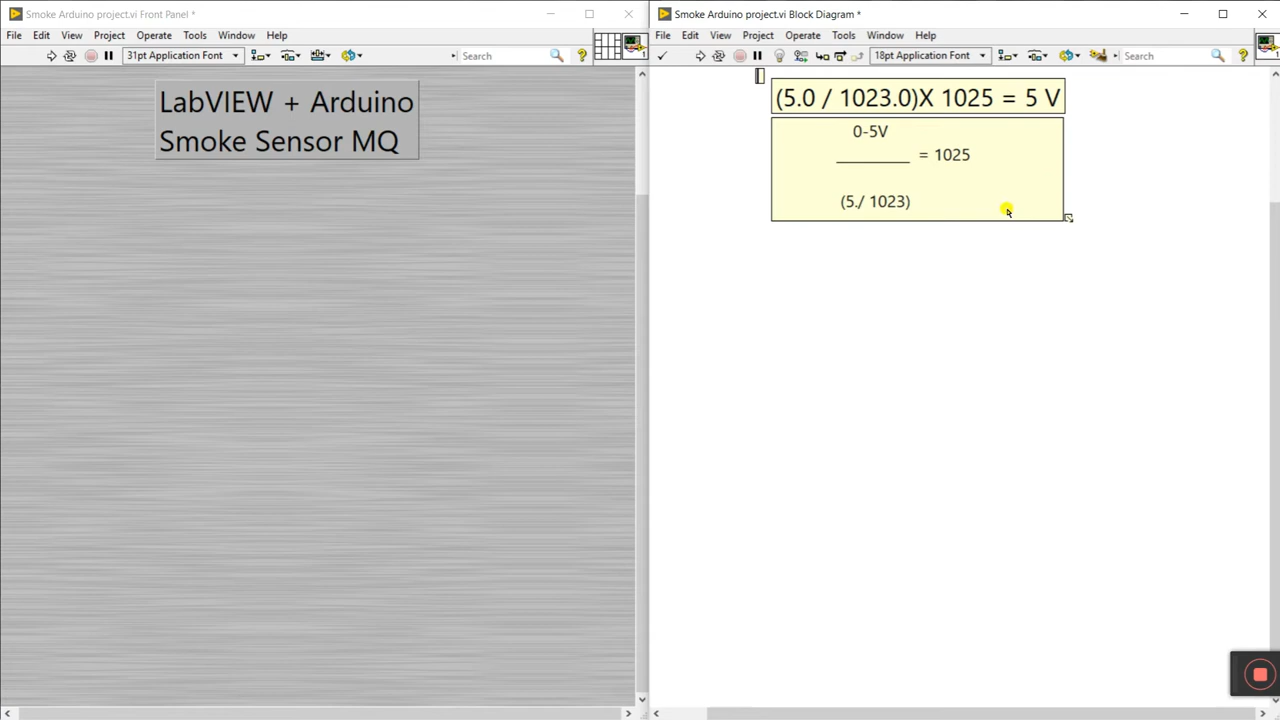 Smoke Arduino project.vi Front Panel *
File Edit View Project Operate Tools Window Help
31pt Application Font
Search
LabVIEW + Arduino
Smoke Sensor MQ
Smoke Arduino project.vi Block Diagram *
File Edit View Project Operate Tools Window Help
18pt Application Font
Search
(5.0 / 1023.0)X 1025 = 5 V
0-5V
= 1025
(5./ 1023)